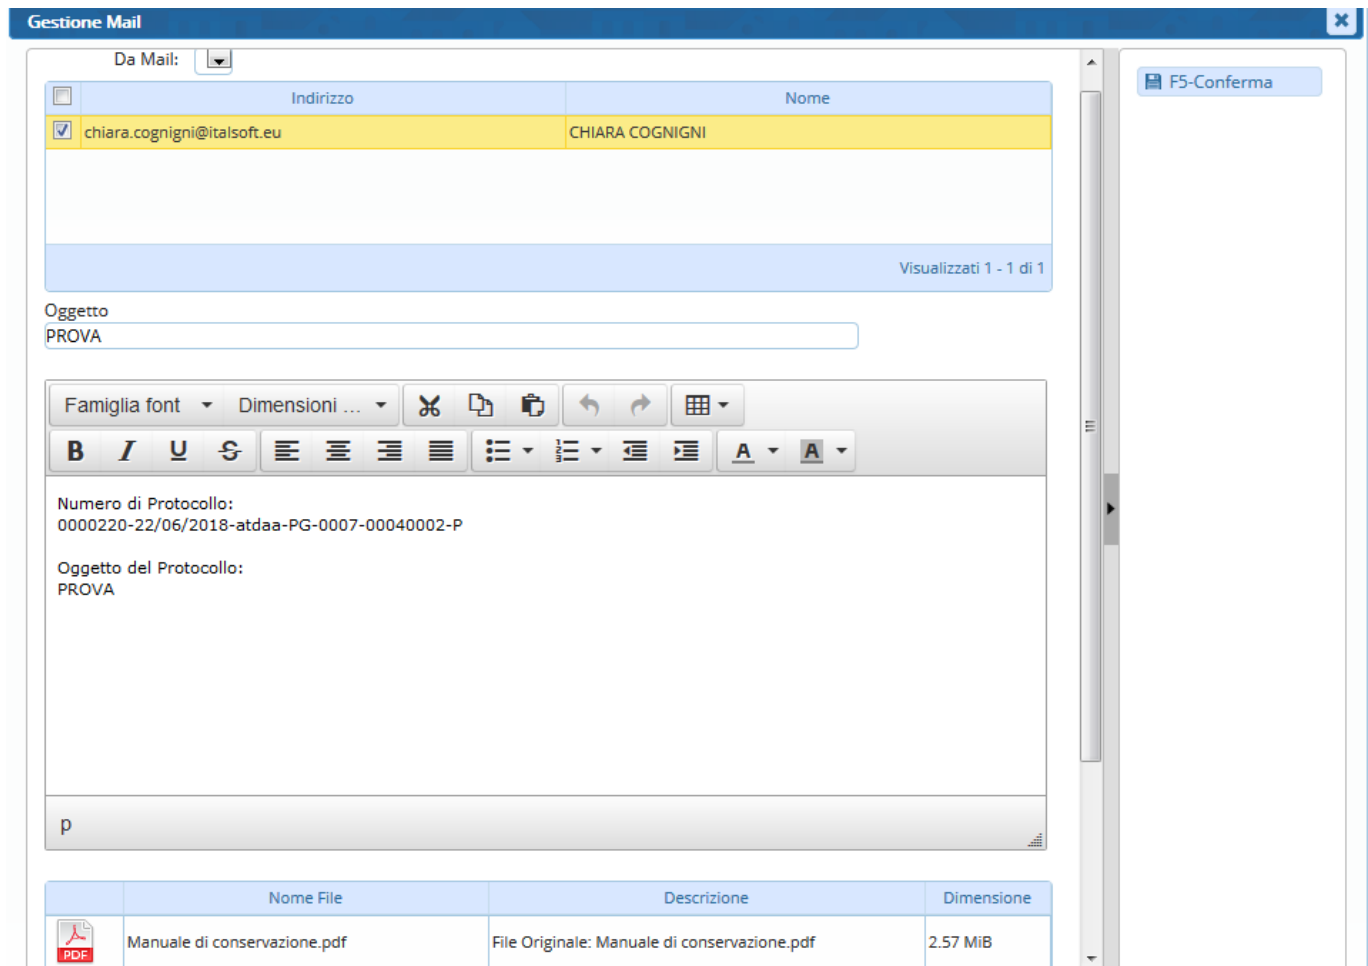 Gestione Mail
Da Mail:
F5-Conferma
Indirizzo Nome
chiara.cognigni@italsoft.eu CHIARA COGNIGNI
Visualizzati 1 - 1 di 1
Oggetto
PROVA
Famiglia font Dimensioni ...
B I U S A A
Numero di Protocollo:
0000220-22/06/2018-atdaa-PG-0007-00040002-P
Oggetto del Protocollo:
PROVA
p
Nome File Descrizione Dimensione
PDF Manuale di conservazione.pdf File Originale: Manuale di conservazione.pdf 2.57 MiB